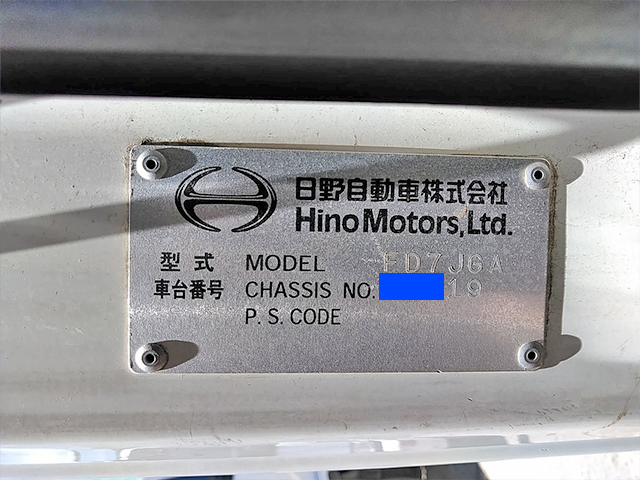 日野自動車株式会社
Hino Motors, Ltd.
型式 MODEL -FD7JGA
車台番号 CHASSIS NO. 19
P. S. CODE